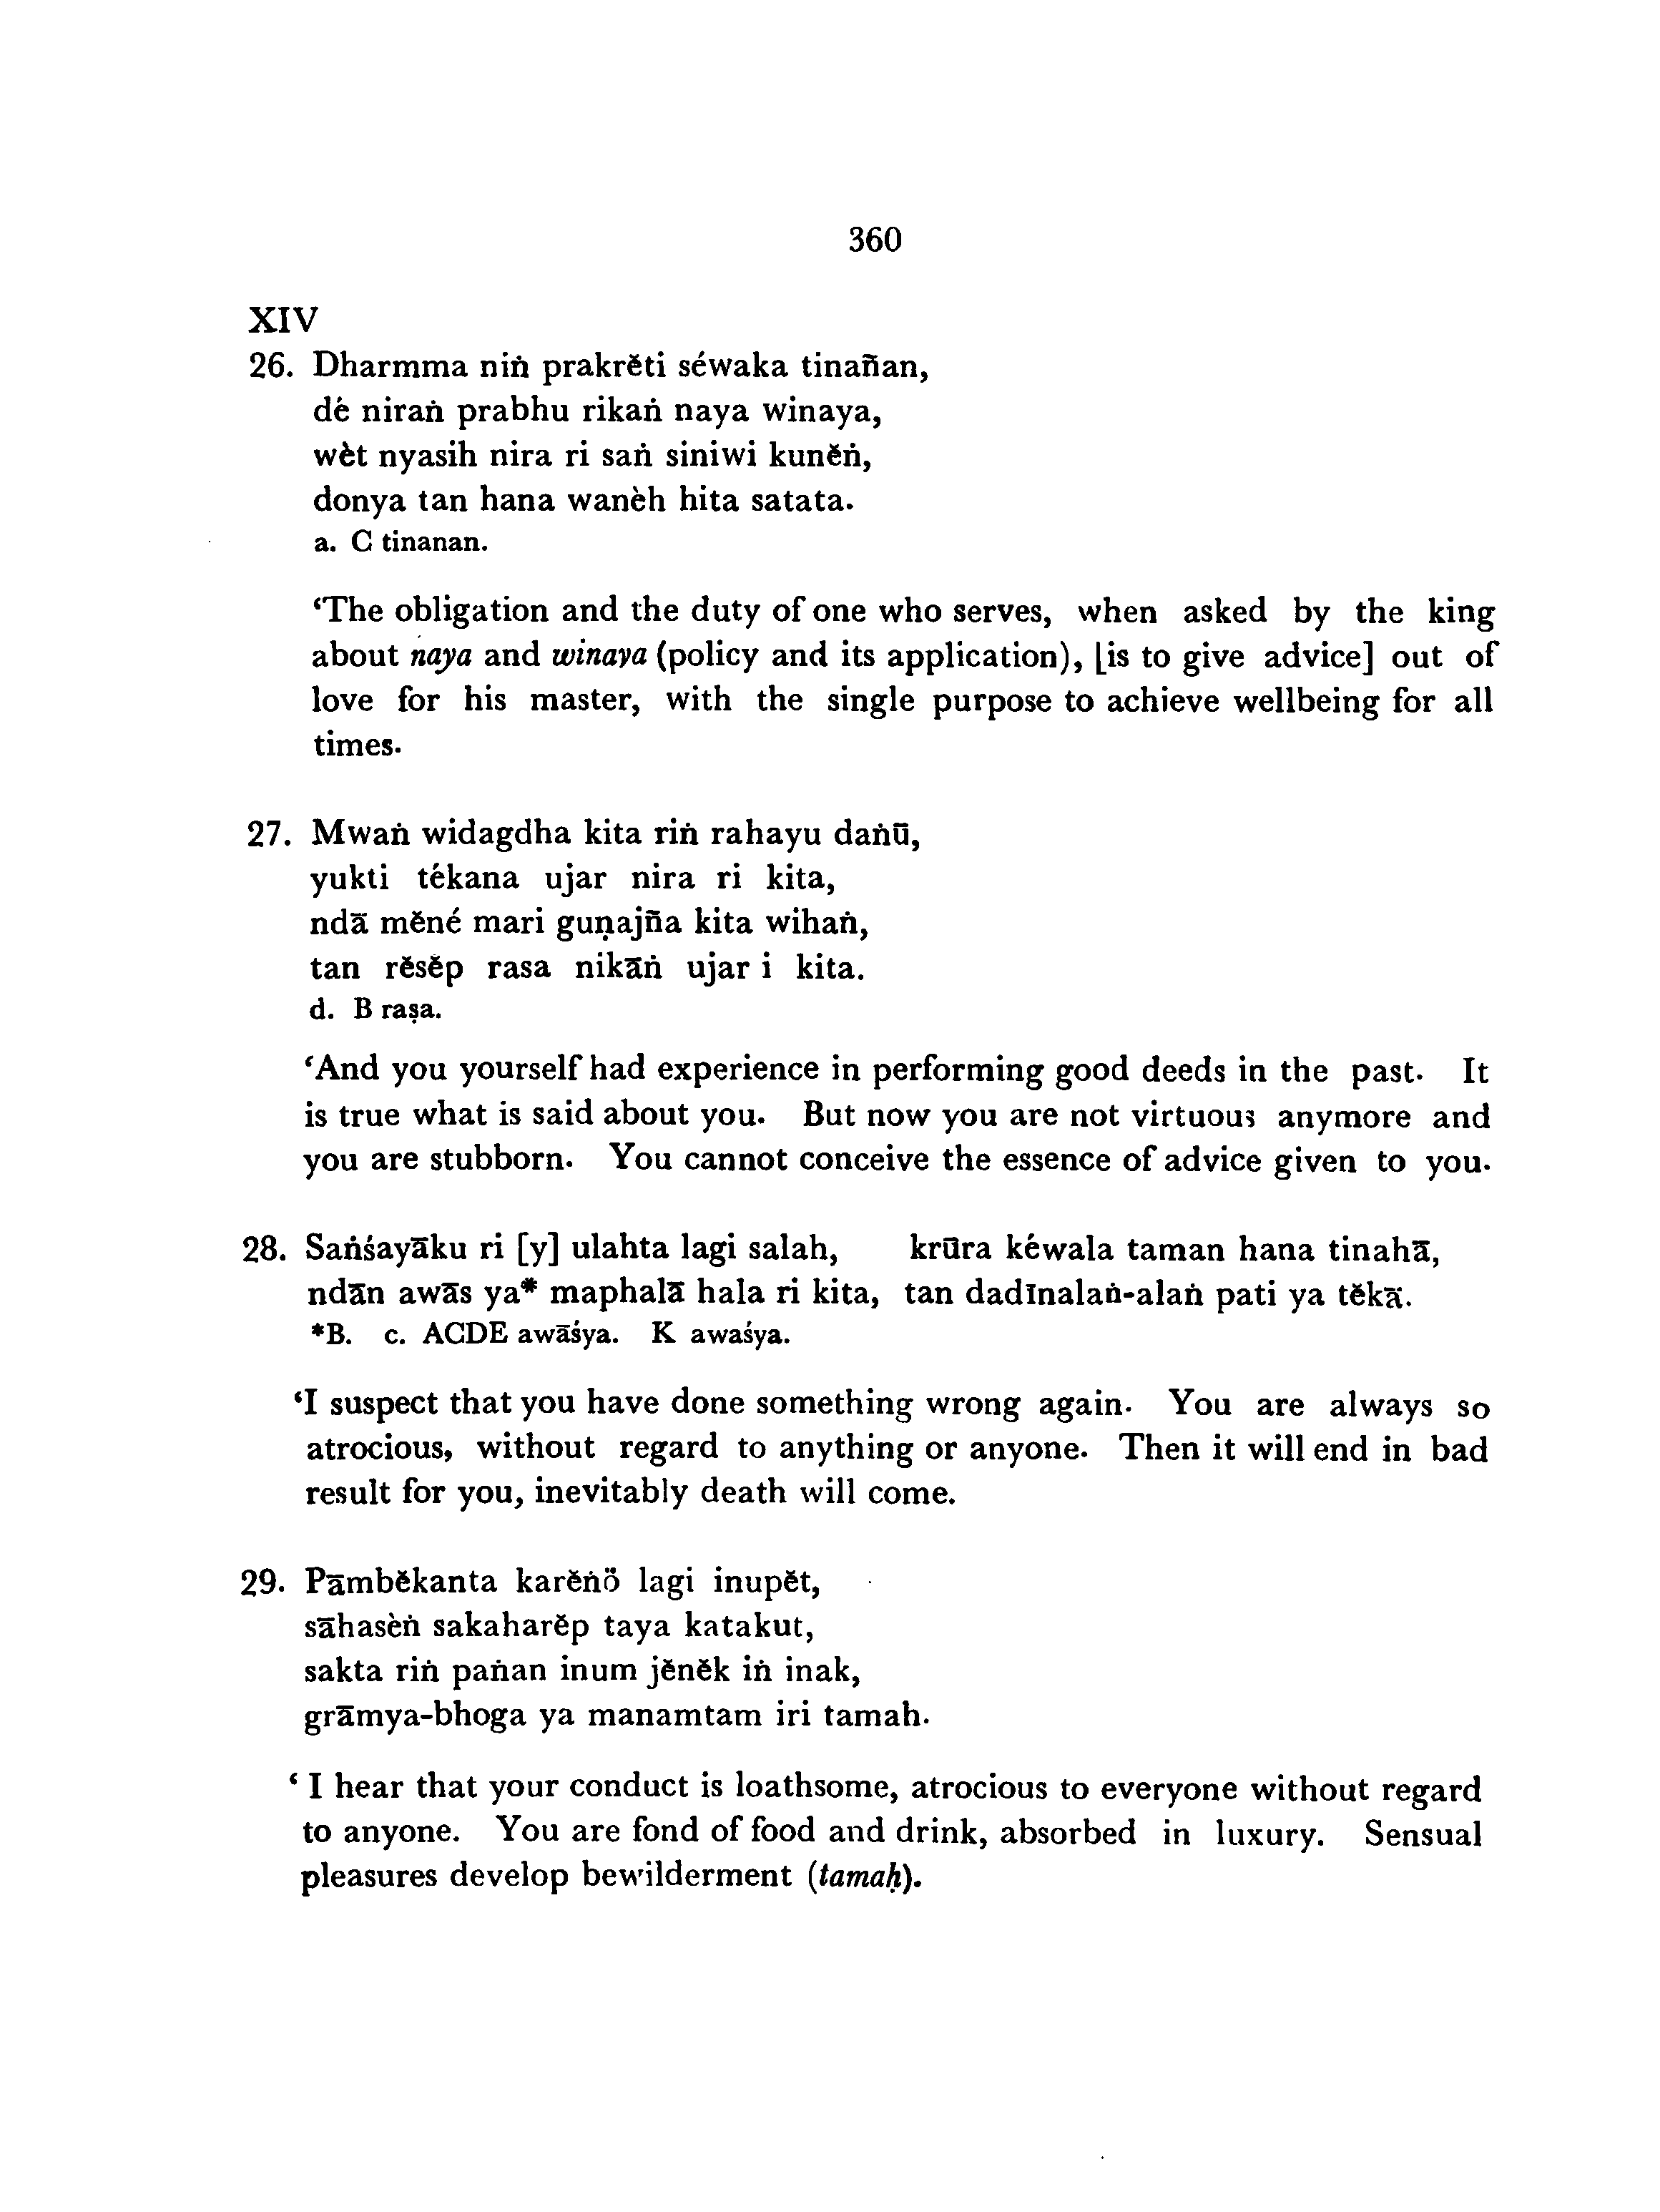 360
XIV
26. Dharmma niṅ prakrĕti séwaka tinañan,
dé niraṅ prabhu rikaṅ naya winaya,
wèt nyasih nira ri saṅ siniwi kunĕṅ,
donya tan hana wanèh hita satata.
a. C tinanan.
‘The obligation and the duty of one who serves, when asked by the king
about naya and winaya (policy and its application), [is to give advice] out of
love for his master, with the single purpose to achieve wellbeing for all
times.
27. Mwaṅ widagdha kita riṅ rahayu daṅū,
yukti tékana ujar nira ri kita,
ndā mĕné mari guṇajña kita wihaṅ,
tan rĕsĕp rasa nikāṅ ujar i kita.
d. B raṣa.
‘And you yourself had experience in performing good deeds in the past. It
is true what is said about you. But now you are not virtuous anymore and
you are stubborn. You cannot conceive the essence of advice given to you.
28. Saṅśayāku ri [y] ulahta lagi salah, krūra kéwala taman hana tinahā,
ndān awās ya* maphalā hala ri kita, tan dadīnalaṅ-alaṅ pati ya tĕkā.
*B. c. ACDE awāśya. K awaśya.
‘I suspect that you have done something wrong again. You are always so
atrocious, without regard to anything or anyone. Then it will end in bad
result for you, inevitably death will come.
29. Pāmbĕkanta karĕṅö lagi inupĕt,
sāhasèṅ sakaharĕp taya katakut,
sakta riṅ paṅan inum jĕnĕk iṅ inak,
grāmya-bhoga ya manamtam iri tamah.
‘ I hear that your conduct is loathsome, atrocious to everyone without regard
to anyone. You are fond of food and drink, absorbed in luxury. Sensual
pleasures develop bewilderment (tamaḥ).